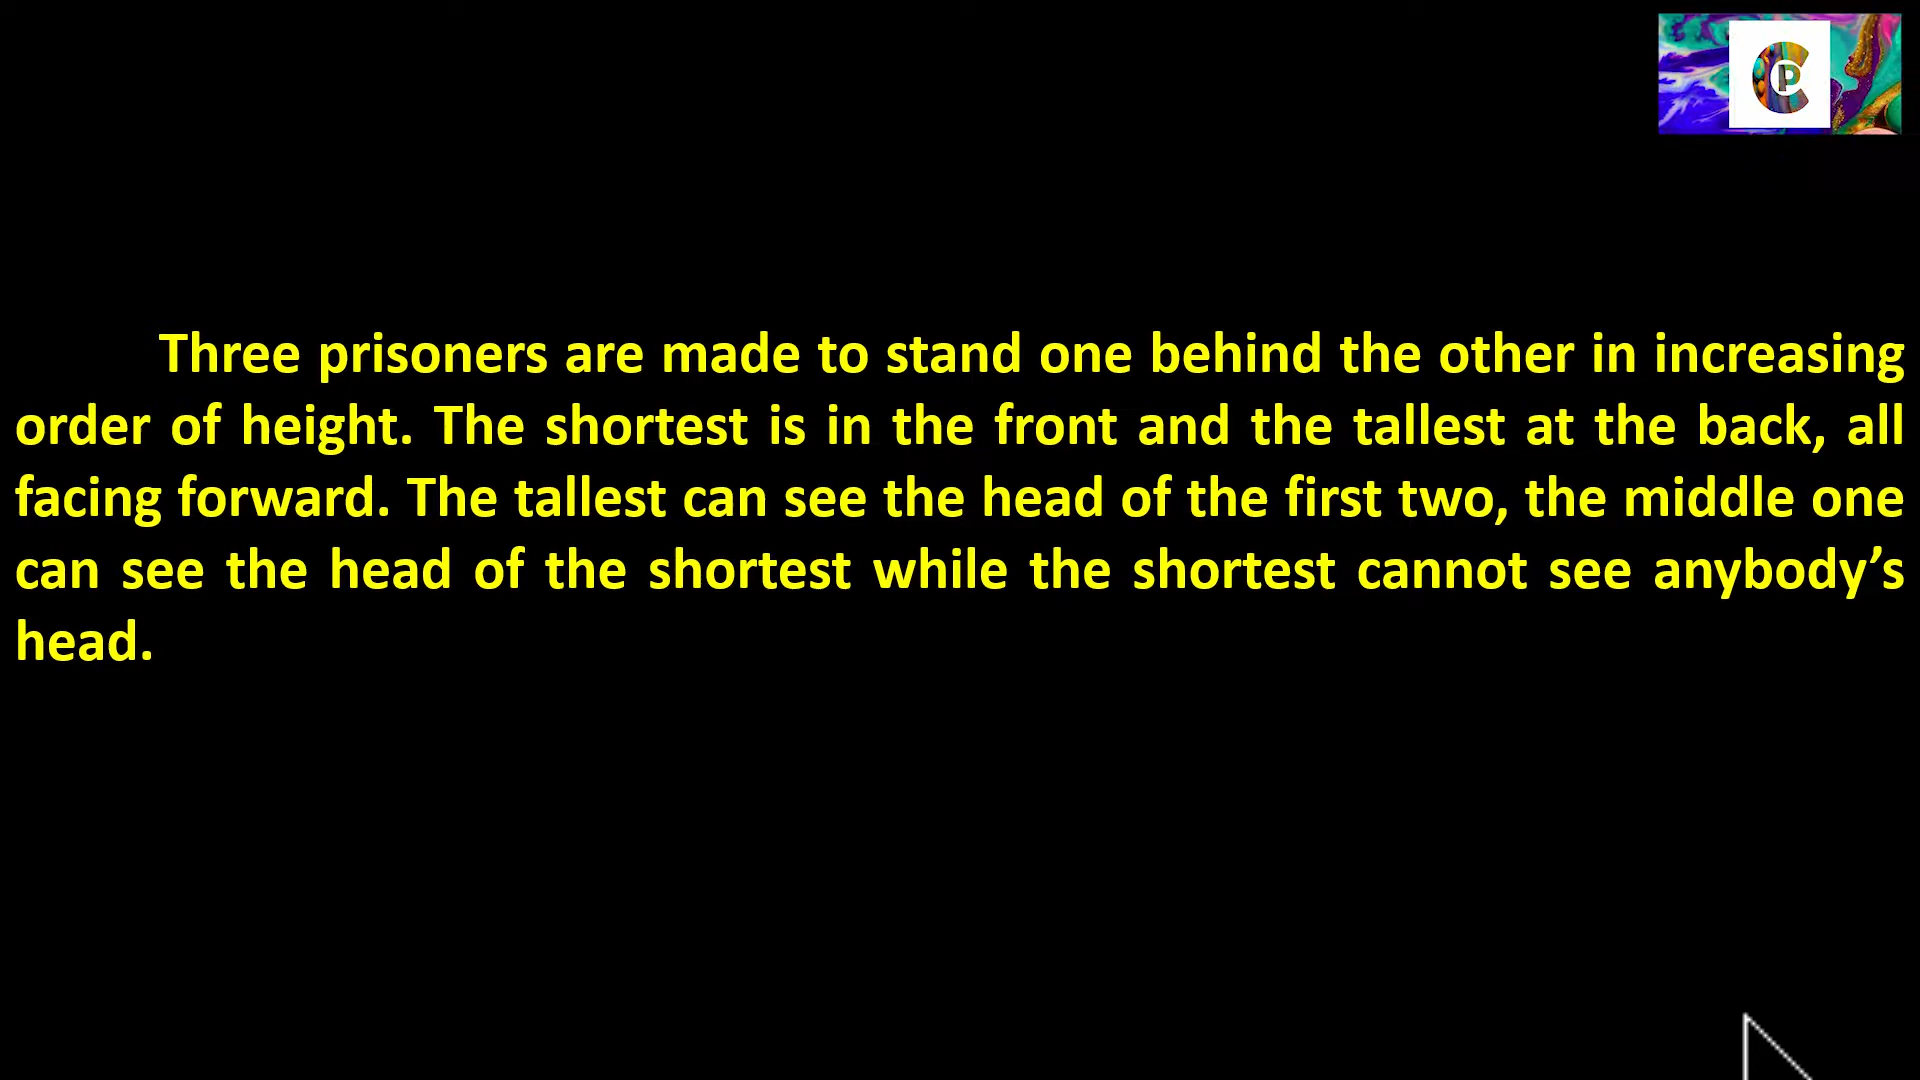 Three prisoners are made to stand one behind the other in increasing
order of height. The shortest is in the front and the tallest at the back, all
facing forward. The tallest can see the head of the first two, the middle one
can see the head of the shortest while the shortest cannot see anybody’s
head.